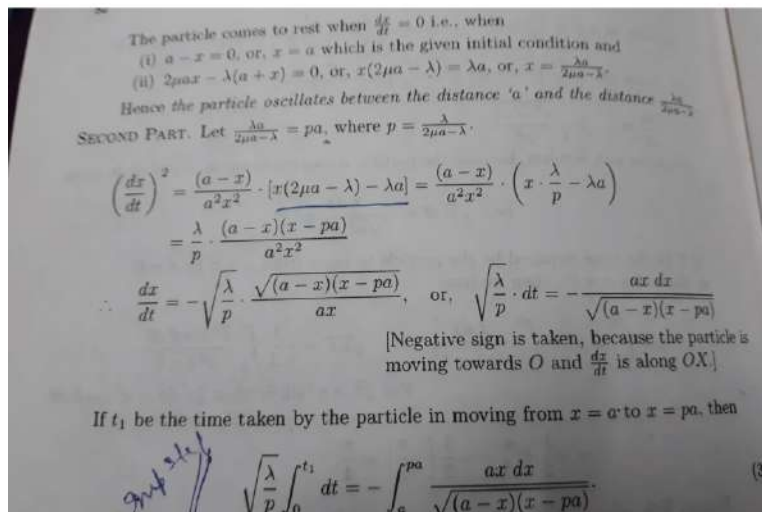 The particle comes to rest when dx/dt = 0 i.e., when
(i) a − x = 0, or, x = a which is the given initial condition and
(ii) 2μax − λ(a + x) = 0, or, x(2μa − λ) = λa, or, x = λa/(2μa−λ).
Hence the particle oscillates between the distance 'a' and the distance λa/(2μa−λ)
SECOND PART. Let λa/(2μa−λ) = pa, where p = λ/(2μa−λ).
(dx/dt)² = (a − x)/(a²x²) · [x(2μa − λ) − λa] = (a − x)/(a²x²) · (x · λ/p − λa)
= λ/p · (a − x)(x − pa)/(a²x²)
∴ dx/dt = −√(λ/p) · √((a − x)(x − pa))/(ax), or, √(λ/p) · dt = − ax dx/√((a − x)(x − pa))
[Negative sign is taken, because the particle is
moving towards O and dx/dt is along OX.]
If t₁ be the time taken by the particle in moving from x = a to x = pa, then
√(λ/p) ∫₀^t₁ dt = − ∫ₐ^pa ax dx/√((a − x)(x − pa)). (3